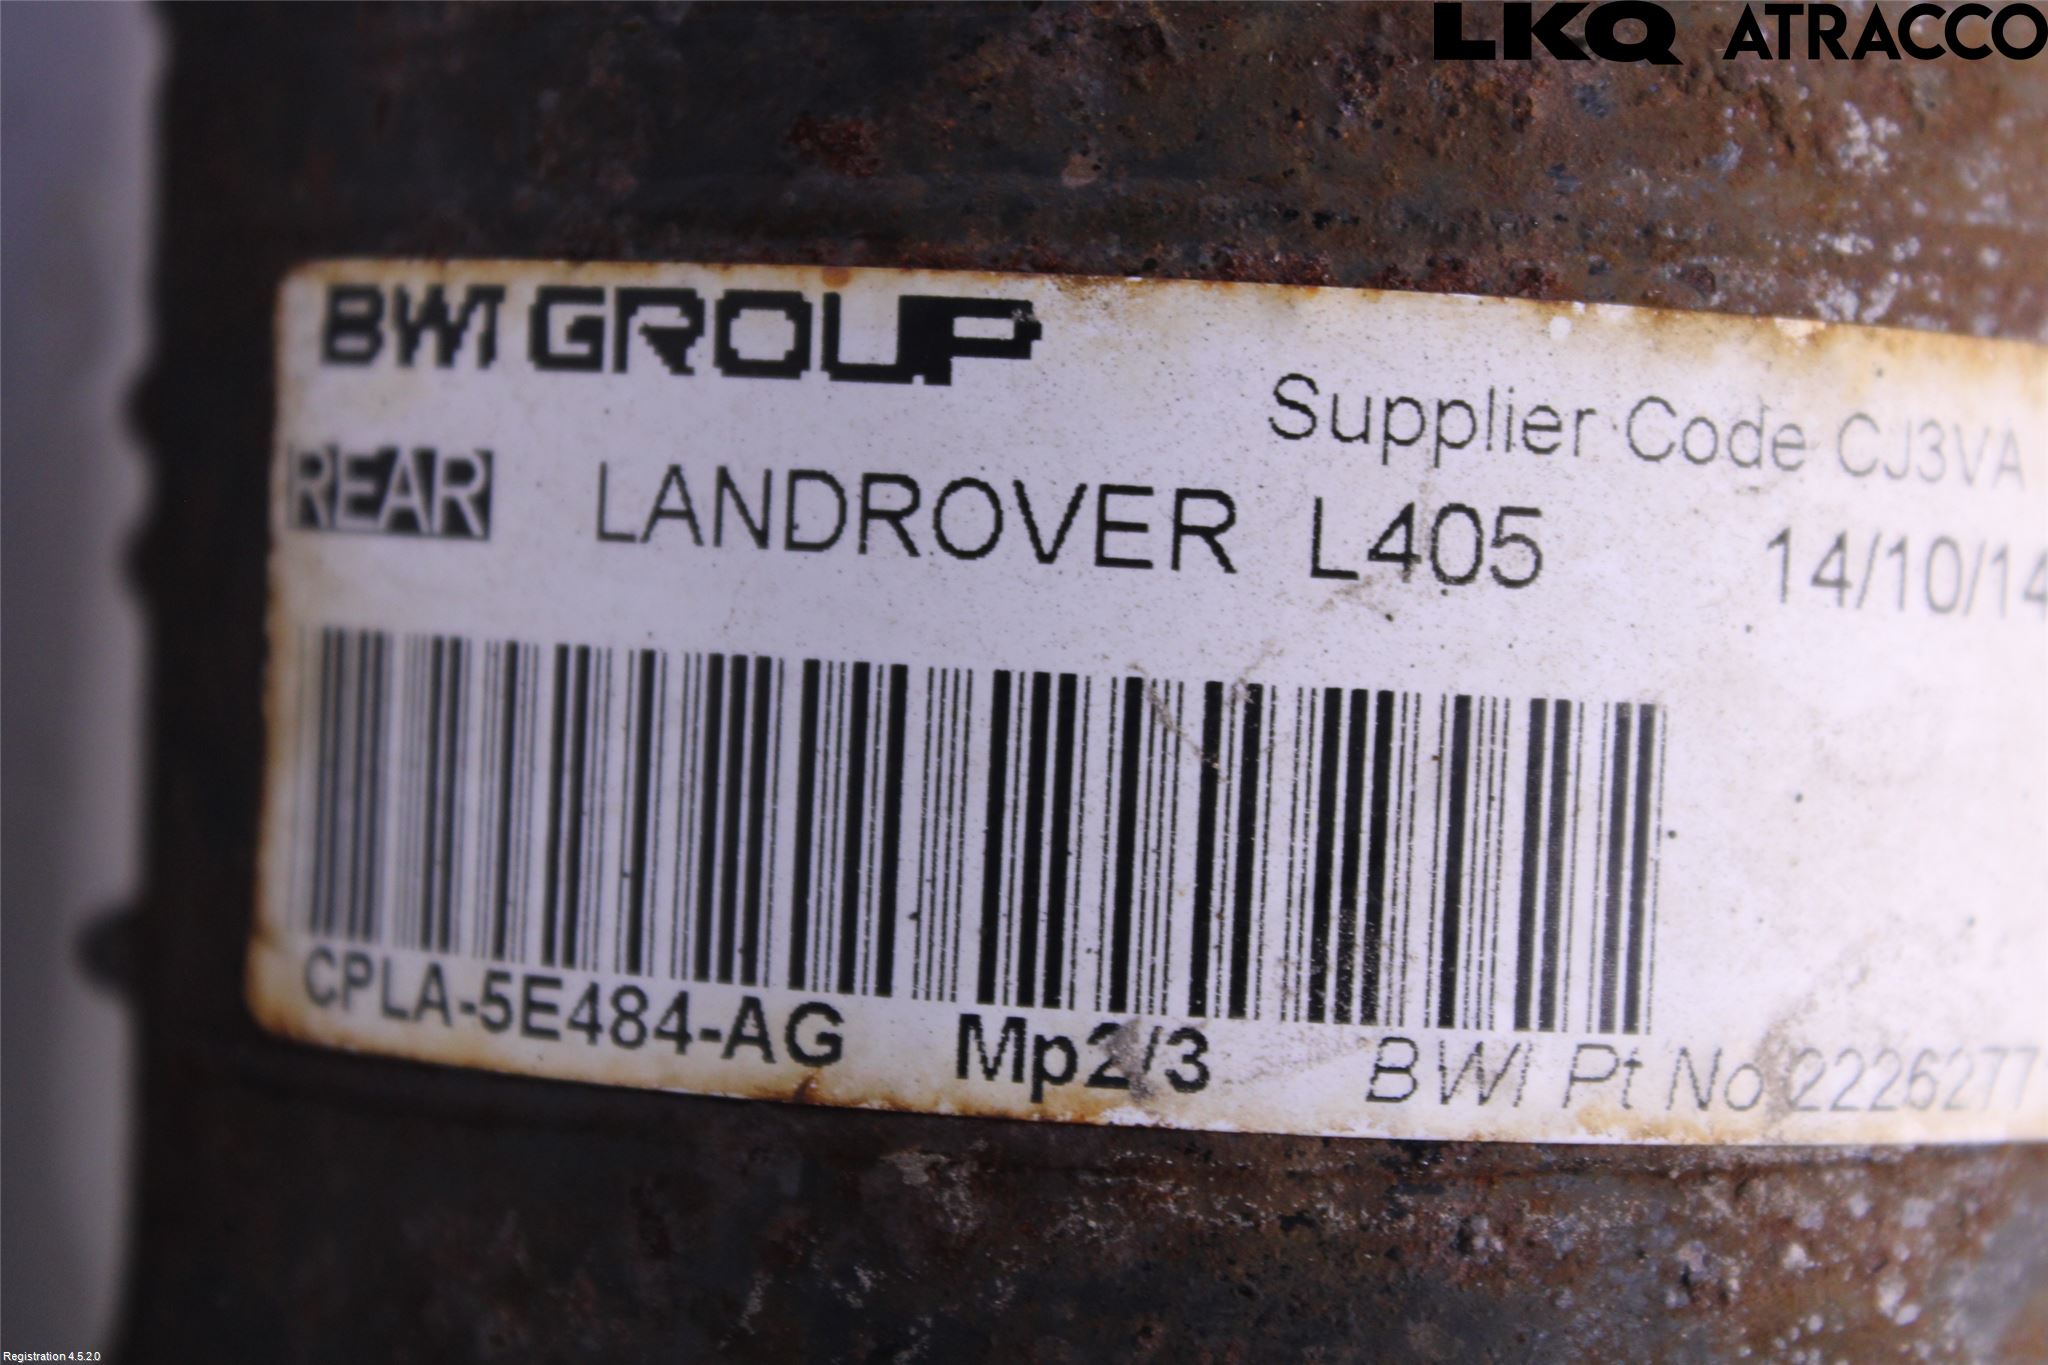 LKQ ATRACCO
BWI GROUP
Supplier Code CJ3VA
REAR LANDROVER L405 14/10/14
CPLA-5E484-AG Mp2/3 BWI Pt No 2226277
Registration 4.5.2.0